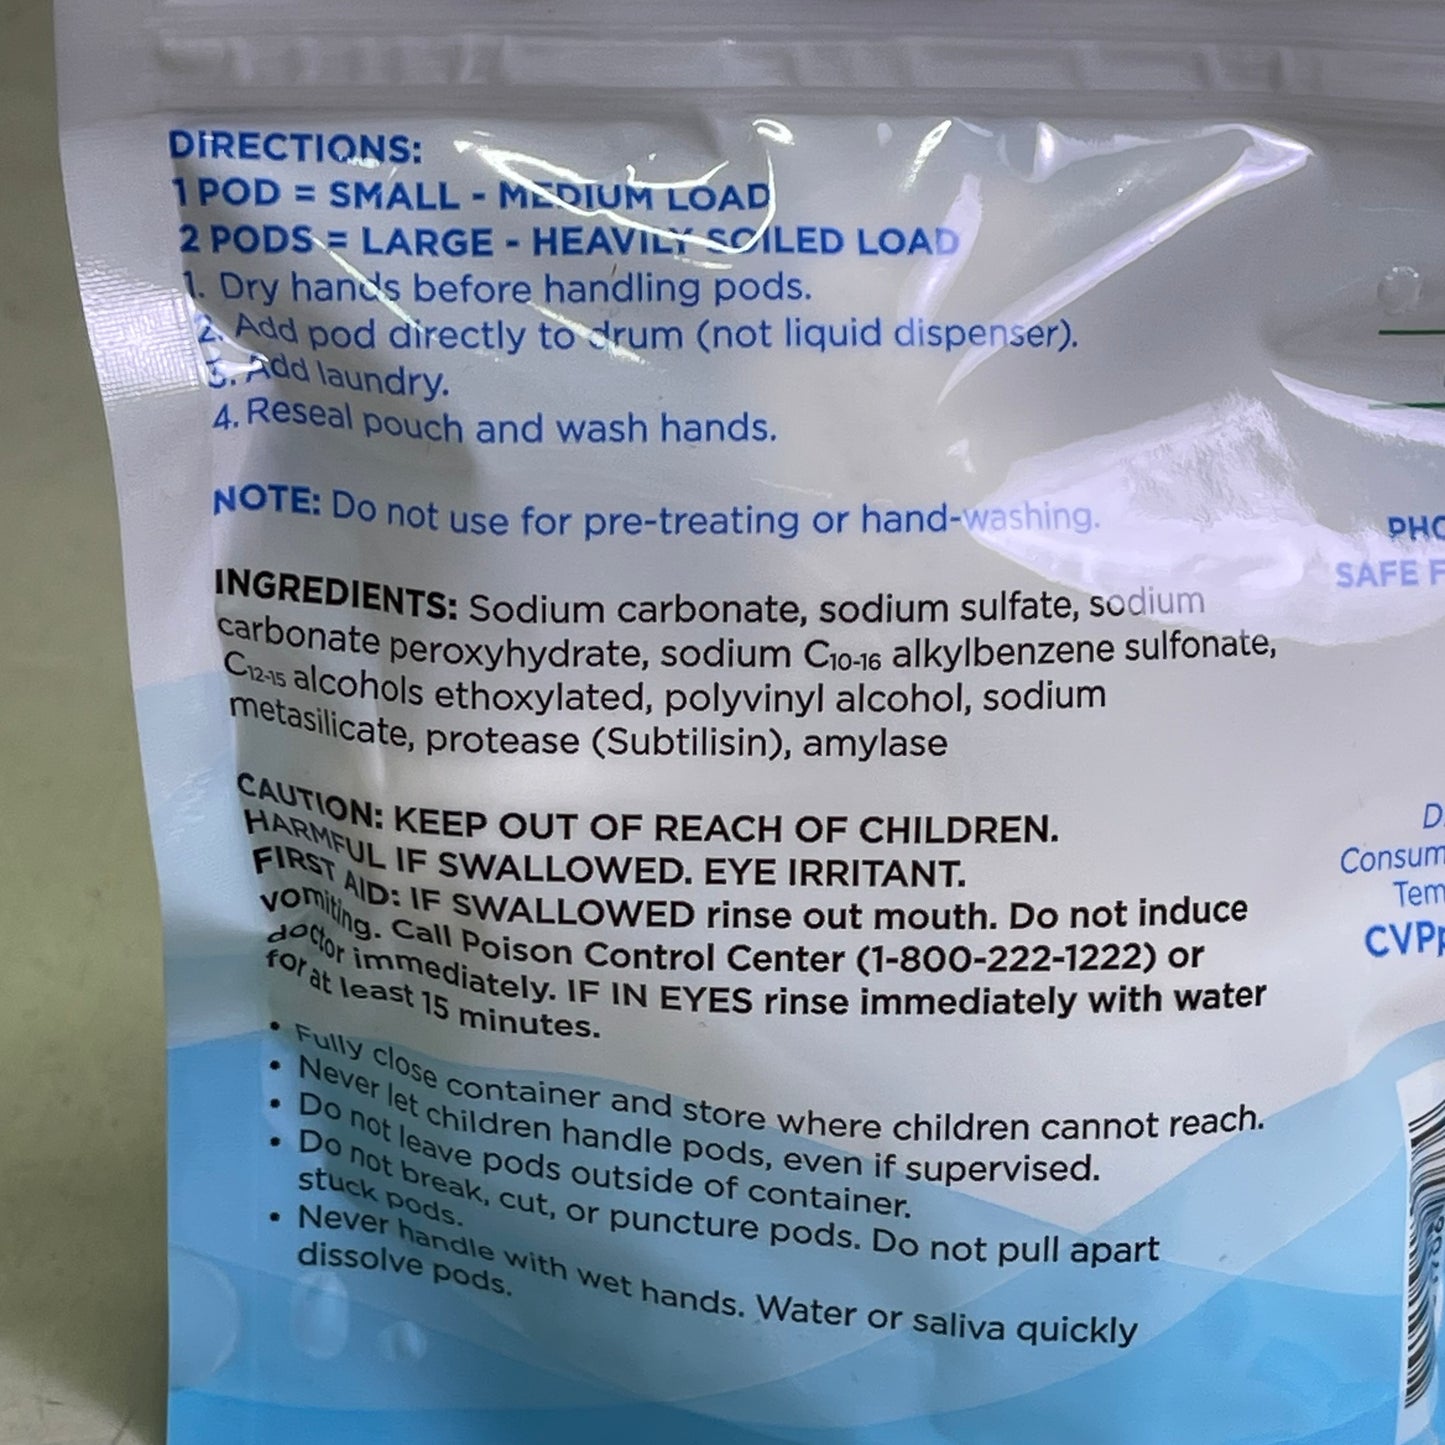 DIRECTIONS:
1 POD = SMALL - MEDIUM LOAD
2 PODS = LARGE - HEAVILY SOILED LOAD
1. Dry hands before handling pods.
2. Add pod directly to drum (not liquid dispenser).
3. Add laundry.
4. Reseal pouch and wash hands.
NOTE: Do not use for pre-treating or hand-washing.
INGREDIENTS: Sodium carbonate, sodium sulfate, sodium
carbonate peroxyhydrate, sodium C10-16 alkylbenzene sulfonate,
C12-15 alcohols ethoxylated, polyvinyl alcohol, sodium
metasilicate, protease (Subtilisin), amylase
CAUTION: KEEP OUT OF REACH OF CHILDREN.
HARMFUL IF SWALLOWED. EYE IRRITANT.
FIRST AID: IF SWALLOWED rinse out mouth. Do not induce
vomiting. Call Poison Control Center (1-800-222-1222) or
doctor immediately. IF IN EYES rinse immediately with water
for at least 15 minutes.
• Fully close container and store where children cannot reach.
• Never let children handle pods, even if supervised.
• Do not leave pods outside of container.
• Do not break, cut, or puncture pods. Do not pull apart
stuck pods.
• Never handle with wet hands. Water or saliva quickly
dissolve pods.
SAFE